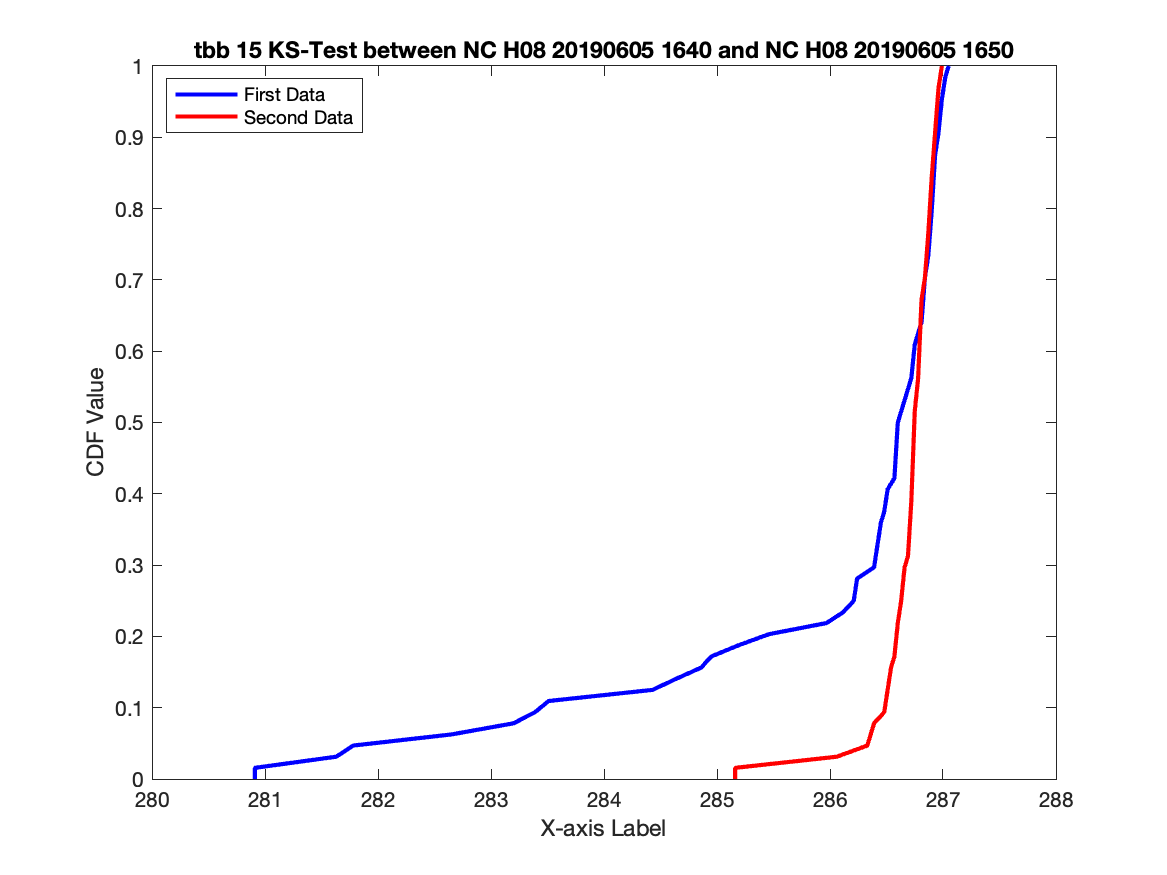 tbb 15 KS-Test between NC H08 20190605 1640 and NC H08 20190605 1650
First Data
Second Data
1
0.9
0.8
0.7
0.6
0.5
0.4
0.3
0.2
0.1
0
CDF Value
280 281 282 283 284 285 286 287 288
X-axis Label